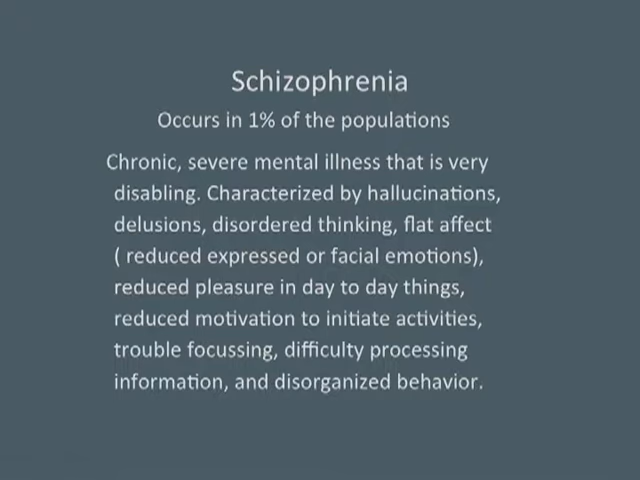 Schizophrenia
Occurs in 1% of the populations
Chronic, severe mental illness that is very
disabling. Characterized by hallucinations,
delusions, disordered thinking, flat affect
( reduced expressed or facial emotions),
reduced pleasure in day to day things,
reduced motivation to initiate activities,
trouble focussing, difficulty processing
information, and disorganized behavior.